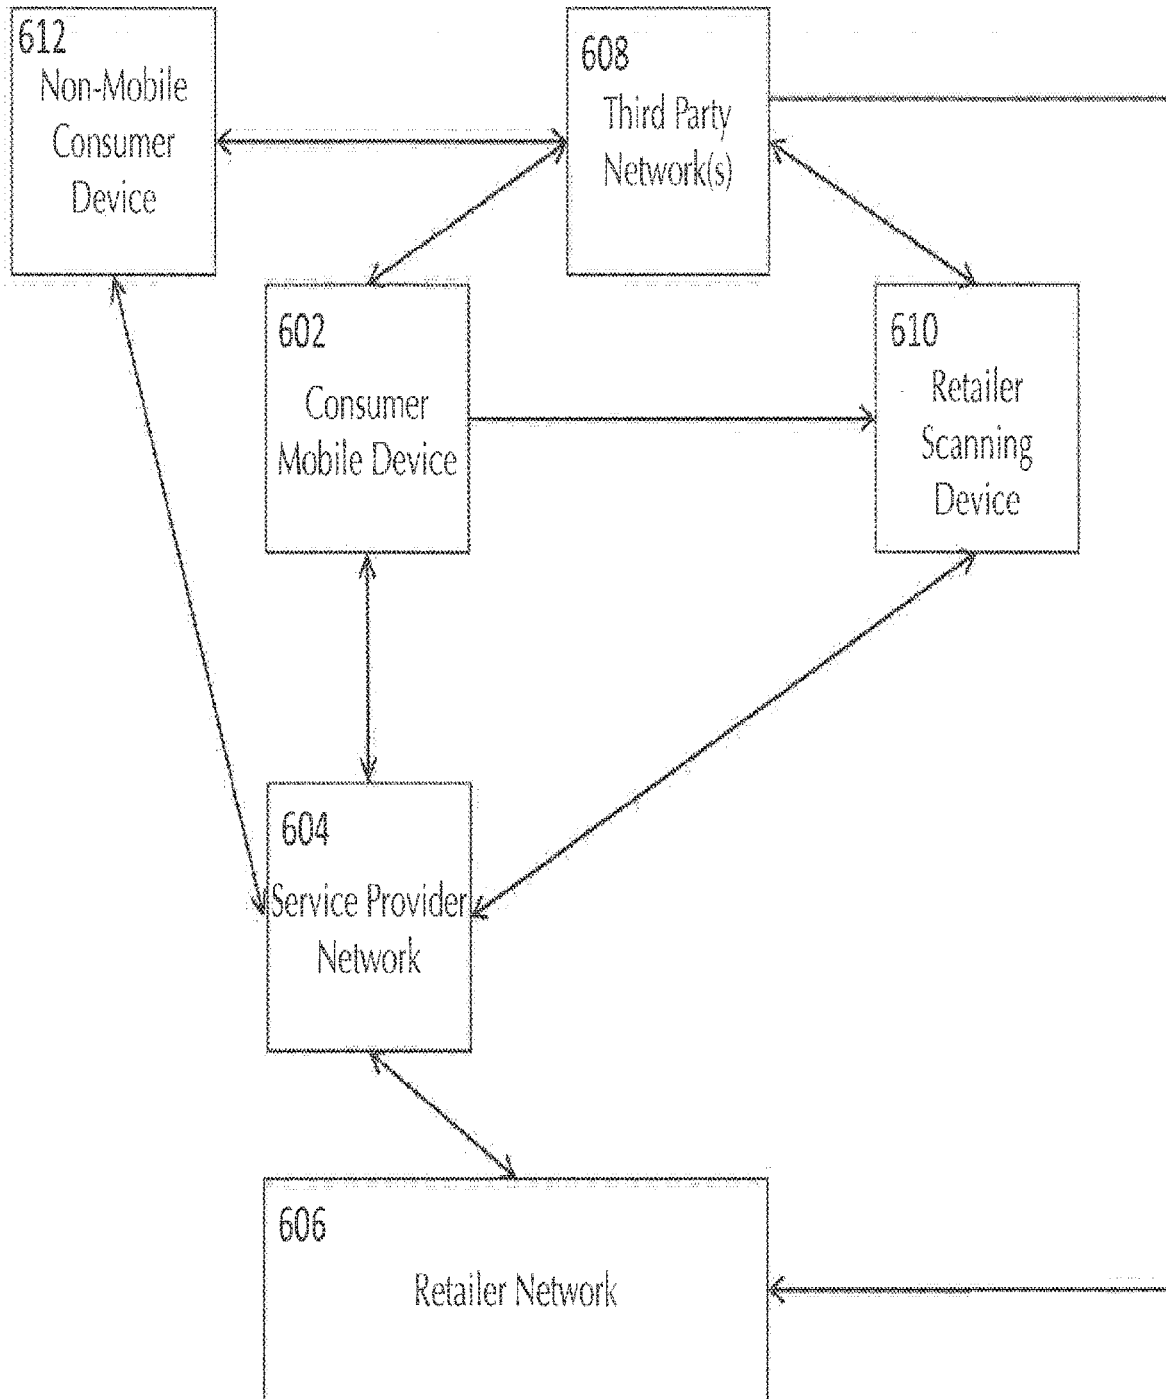 612
Non-Mobile
Consumer
Device
608
Third Party
Network(s)
602
Consumer
Mobile Device
610
Retailer
Scanning
Device
604
Service Provider
Network
606
Retailer Network